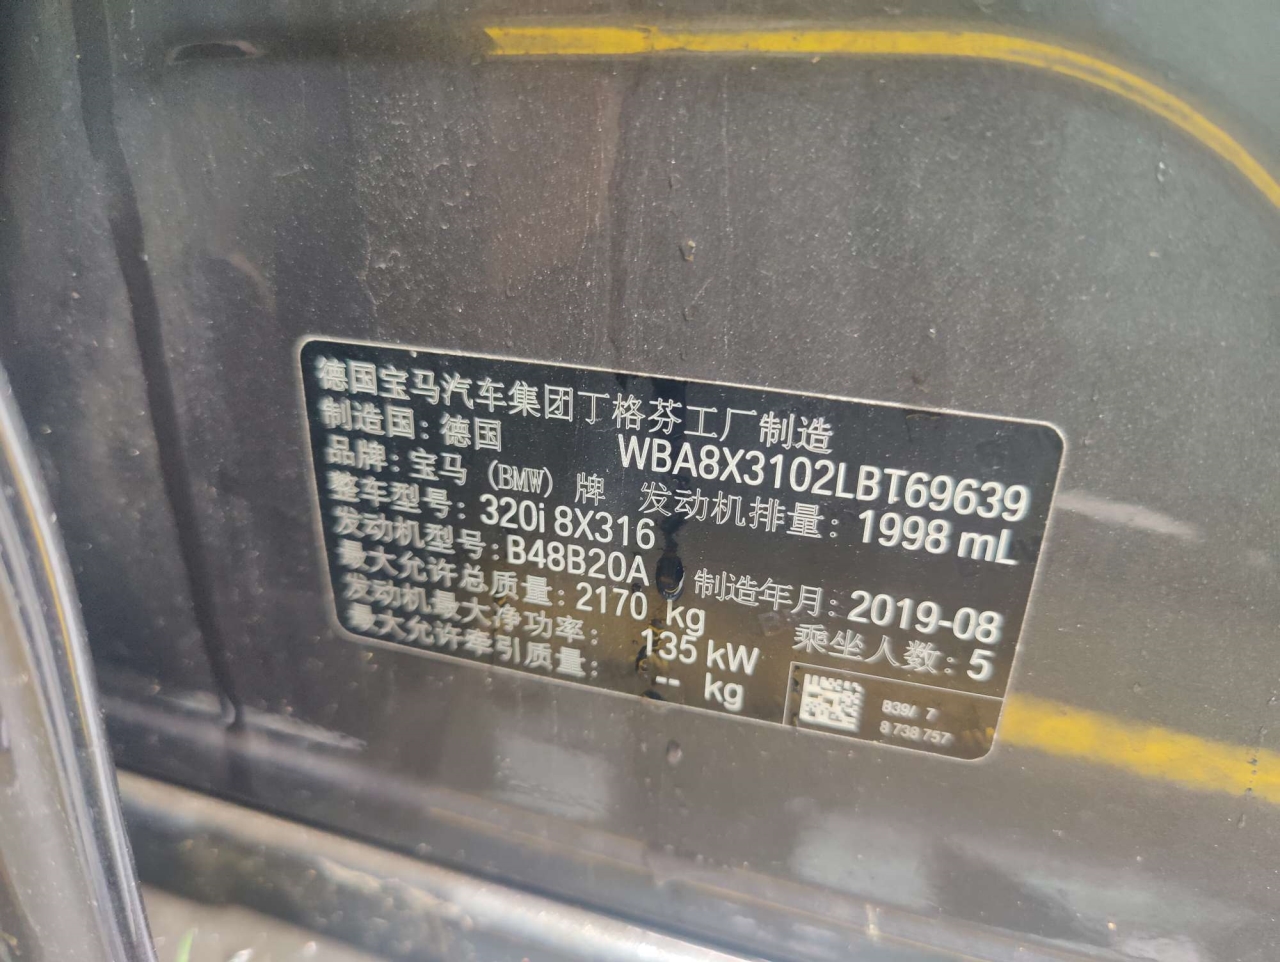 德国宝马汽车集团丁格芬工厂制造
制造国：德国 WBA8X3102LBT69639
品牌：宝马 (BMW) 牌 发动机排量：1998 mL
整车型号：320i 8X316
发动机型号：B48B20A 制造年月：2019-08
最大允许总质量：2170 kg 乘坐人数：5
发动机最大净功率：135 kW
最大允许牵引质量：-- kg
B39/ 7
8 738 757